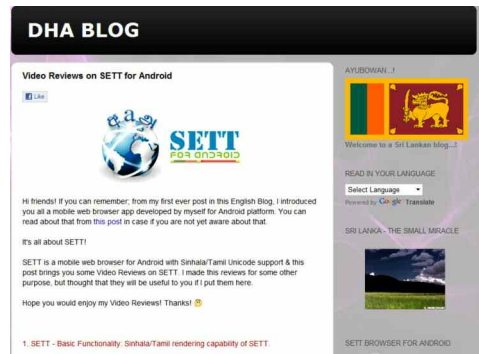 DHA BLOG
Video Reviews on SETT for Android
Like
SETT
FOR ANDROID
Hi friends! If you can remember; from my first ever post in this English Blog, I introduced
you all a mobile web browser app developed by myself for Android platform. You can
read about that from this post in case if you are not yet aware about that.
It's all about SETT!
SETT is a mobile web browser for Android with Sinhala/Tamil Unicode support & this
post brings you some Video Reviews on SETT. I made this reviews for some other
purpose, but thought that they will be useful to you if I put them here.
Hope you would enjoy my Video Reviews! Thanks!
1. SETT - Basic Functionality. Sinhala/Tamil rendering capability of SETT.
AYUBOWAN...!
Welcome to a Sri Lankan blog...!
READ IN YOUR LANGUAGE
Select Language
Powered by Google Translate
SRI LANKA - THE SMALL MIRACLE
SETT BROWSER FOR ANDROID